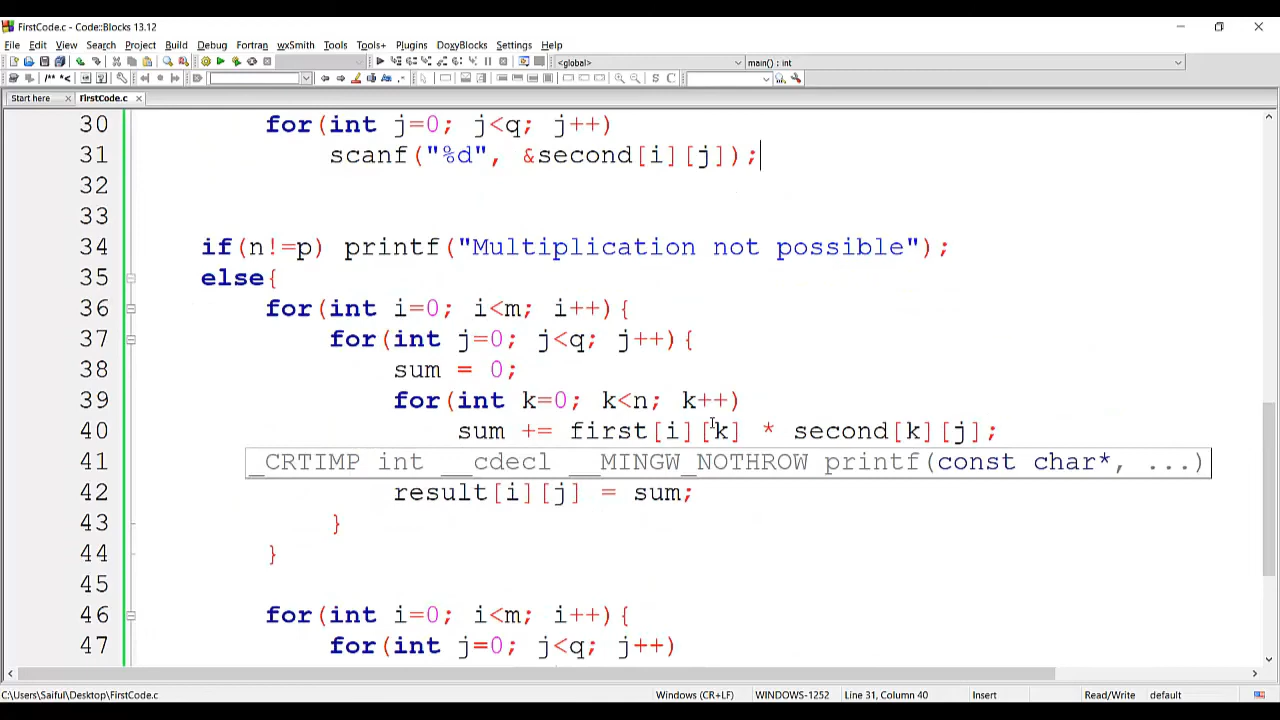 FirstCode.c - Code::Blocks 13.12
File Edit View Search Project Build Debug Fortran wxSmith Tools Tools+ Plugins DoxyBlocks Settings Help
<global> main() : int
/** *<
S C
Start here FirstCode.c
30 for(int j=0; j<q; j++)
31 scanf("%d", &second[i][j]);
32
33
34 if(n!=p) printf("Multiplication not possible");
35 else{
36 for(int i=0; i<m; i++){
37 for(int j=0; j<q; j++){
38 sum = 0;
39 for(int k=0; k<n; k++)
40 sum += first[i][k] * second[k][j];
41 _CRTIMP int __cdecl __MINGW_NOTHROW printf(const char*, ...)
42 result[i][j] = sum;
43 }
44 }
45
46 for(int i=0; i<m; i++){
47 for(int j=0; j<q; j++)
C:\Users\Saiful\Desktop\FirstCode.c Windows (CR+LF) WINDOWS-1252 Line 31, Column 40 Insert Read/Write default